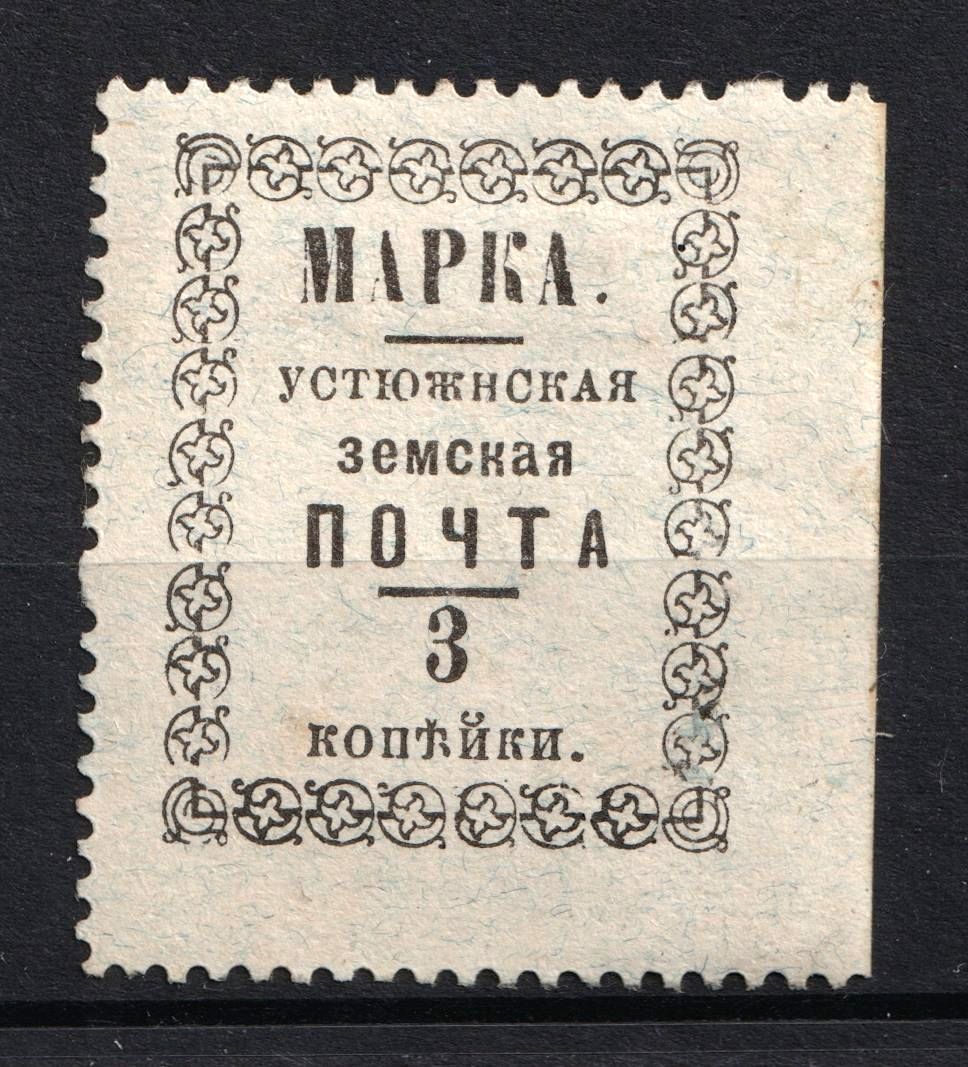 МАРКА.
УСТЮЖНСКАЯ
земская
ПОЧТА
3
копѣйки.